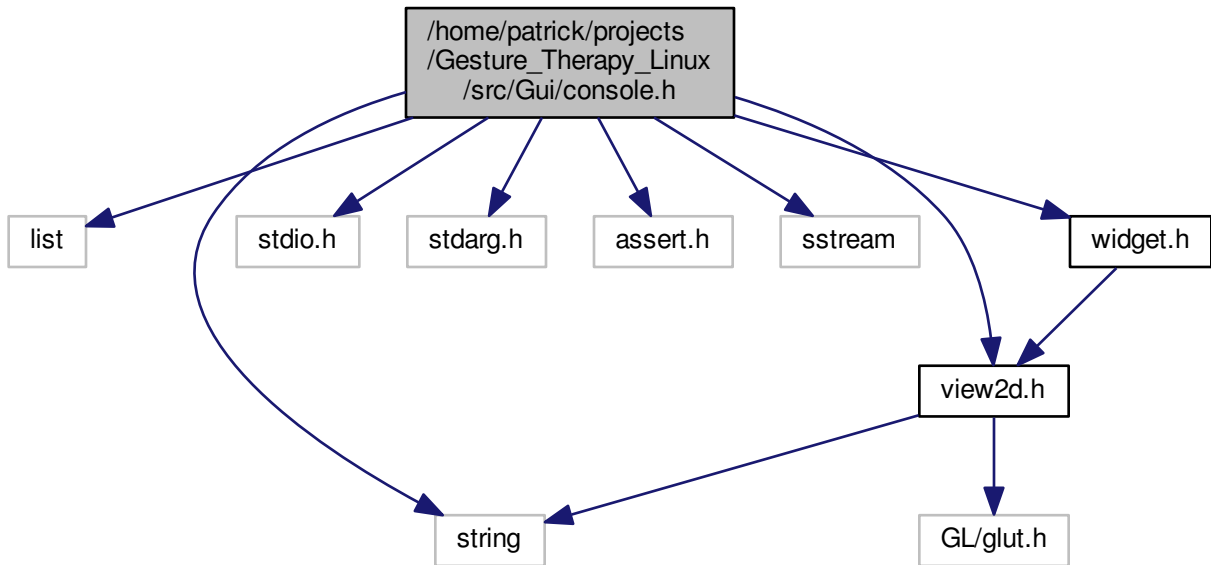 /home/patrick/projects
/Gesture_Therapy_Linux
/src/Gui/console.h
list
stdio.h
stdarg.h
assert.h
sstream
widget.h
view2d.h
string
GL/glut.h